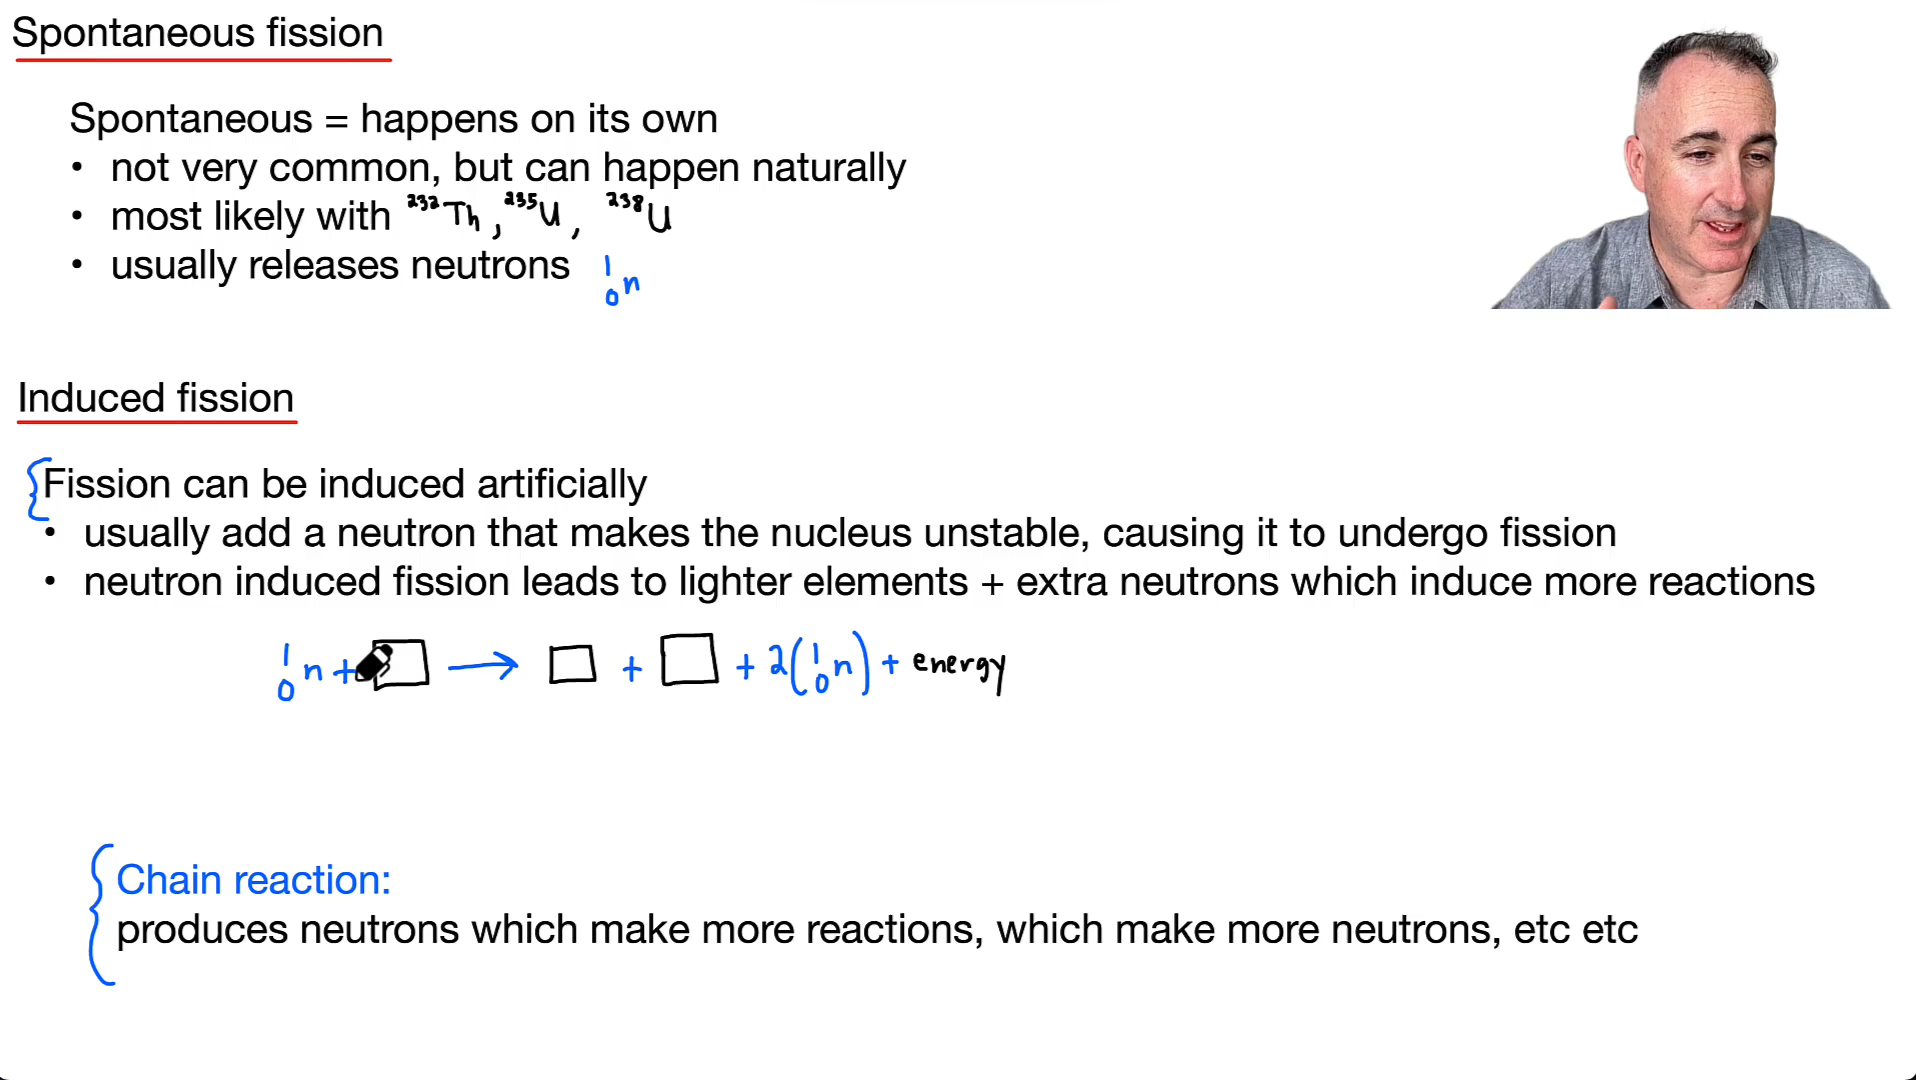 Spontaneous fission
Spontaneous = happens on its own
• not very common, but can happen naturally
• most likely with ²³²Th, ²³⁵U, ²³⁸U
• usually releases neutrons ¹₀n
Induced fission
Fission can be induced artificially
• usually add a neutron that makes the nucleus unstable, causing it to undergo fission
• neutron induced fission leads to lighter elements + extra neutrons which induce more reactions
¹₀n + □ → □ + □ + 2(¹₀n) + energy
Chain reaction:
produces neutrons which make more reactions, which make more neutrons, etc etc